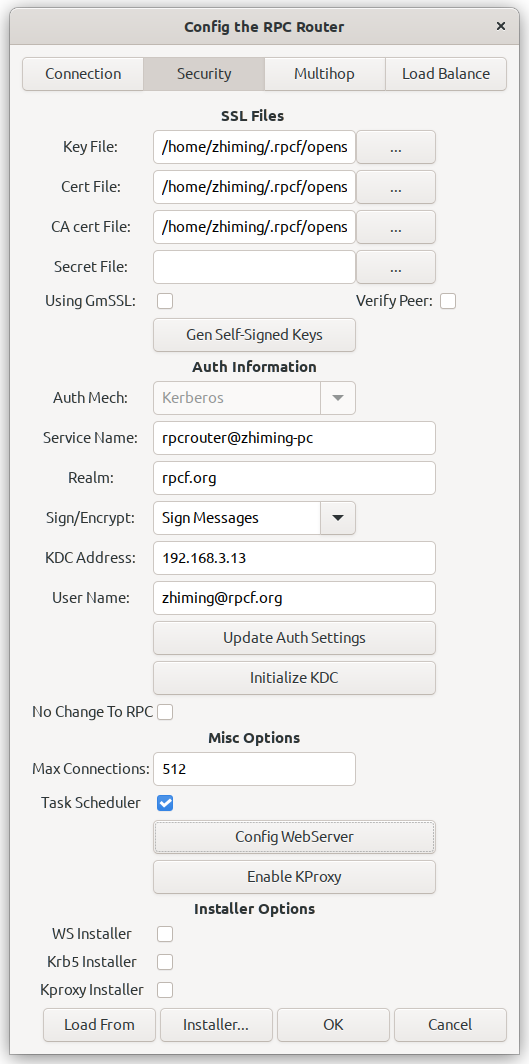 Config the RPC Router ×
Connection Security Multihop Load Balance
SSL Files
Key File: /home/zhiming/.rpcf/opens ...
Cert File: /home/zhiming/.rpcf/opens ...
CA cert File: /home/zhiming/.rpcf/opens ...
Secret File: ...
Using GmSSL: Verify Peer:
Gen Self-Signed Keys
Auth Information
Auth Mech: Kerberos
Service Name: rpcrouter@zhiming-pc
Realm: rpcf.org
Sign/Encrypt: Sign Messages
KDC Address: 192.168.3.13
User Name: zhiming@rpcf.org
Update Auth Settings
Initialize KDC
No Change To RPC
Misc Options
Max Connections: 512
Task Scheduler
Config WebServer
Enable KProxy
Installer Options
WS Installer
Krb5 Installer
Kproxy Installer
Load From Installer... OK Cancel